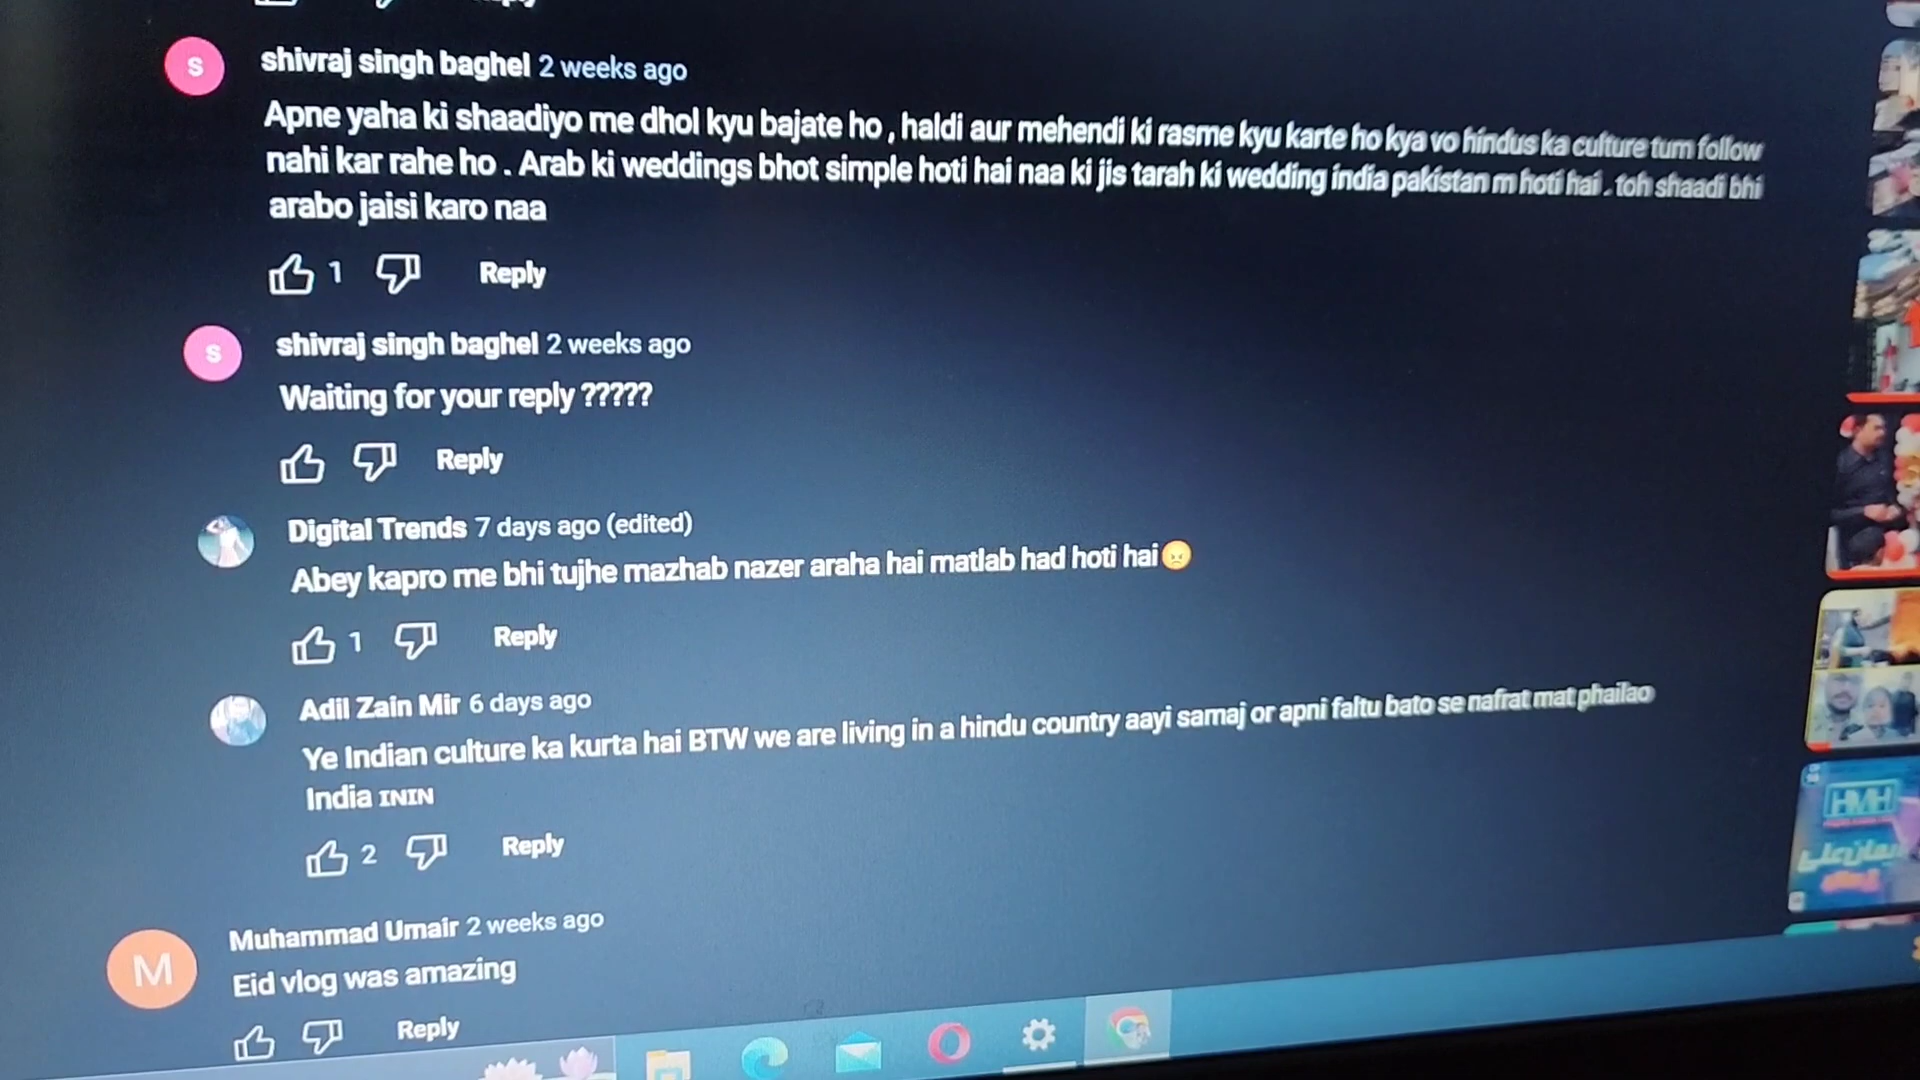 Reply
S
shivraj singh baghel 2 weeks ago
Apne yaha ki shaadiyo me dhol kyu bajate ho , haldi aur mehendi ki rasme kyu karte ho kya vo hindus ka culture tum follow
nahi kar rahe ho . Arab ki weddings bhot simple hoti hai naa ki jis tarah ki wedding india pakistan m hoti hai . toh shaadi bhi
arabo jaisi karo naa
1 Reply
S
shivraj singh baghel 2 weeks ago
Waiting for your reply ?????
Reply
Digital Trends 7 days ago (edited)
Abey kapro me bhi tujhe mazhab nazer araha hai matlab had hoti hai😠
1 Reply
Adil Zain Mir 6 days ago
Ye Indian culture ka kurta hai BTW we are living in a hindu country aayi samaj or apni faltu bato se nafrat mat phailao
India ININ
2 Reply
M
Muhammad Umair 2 weeks ago
Eid vlog was amazing
Reply
HMH